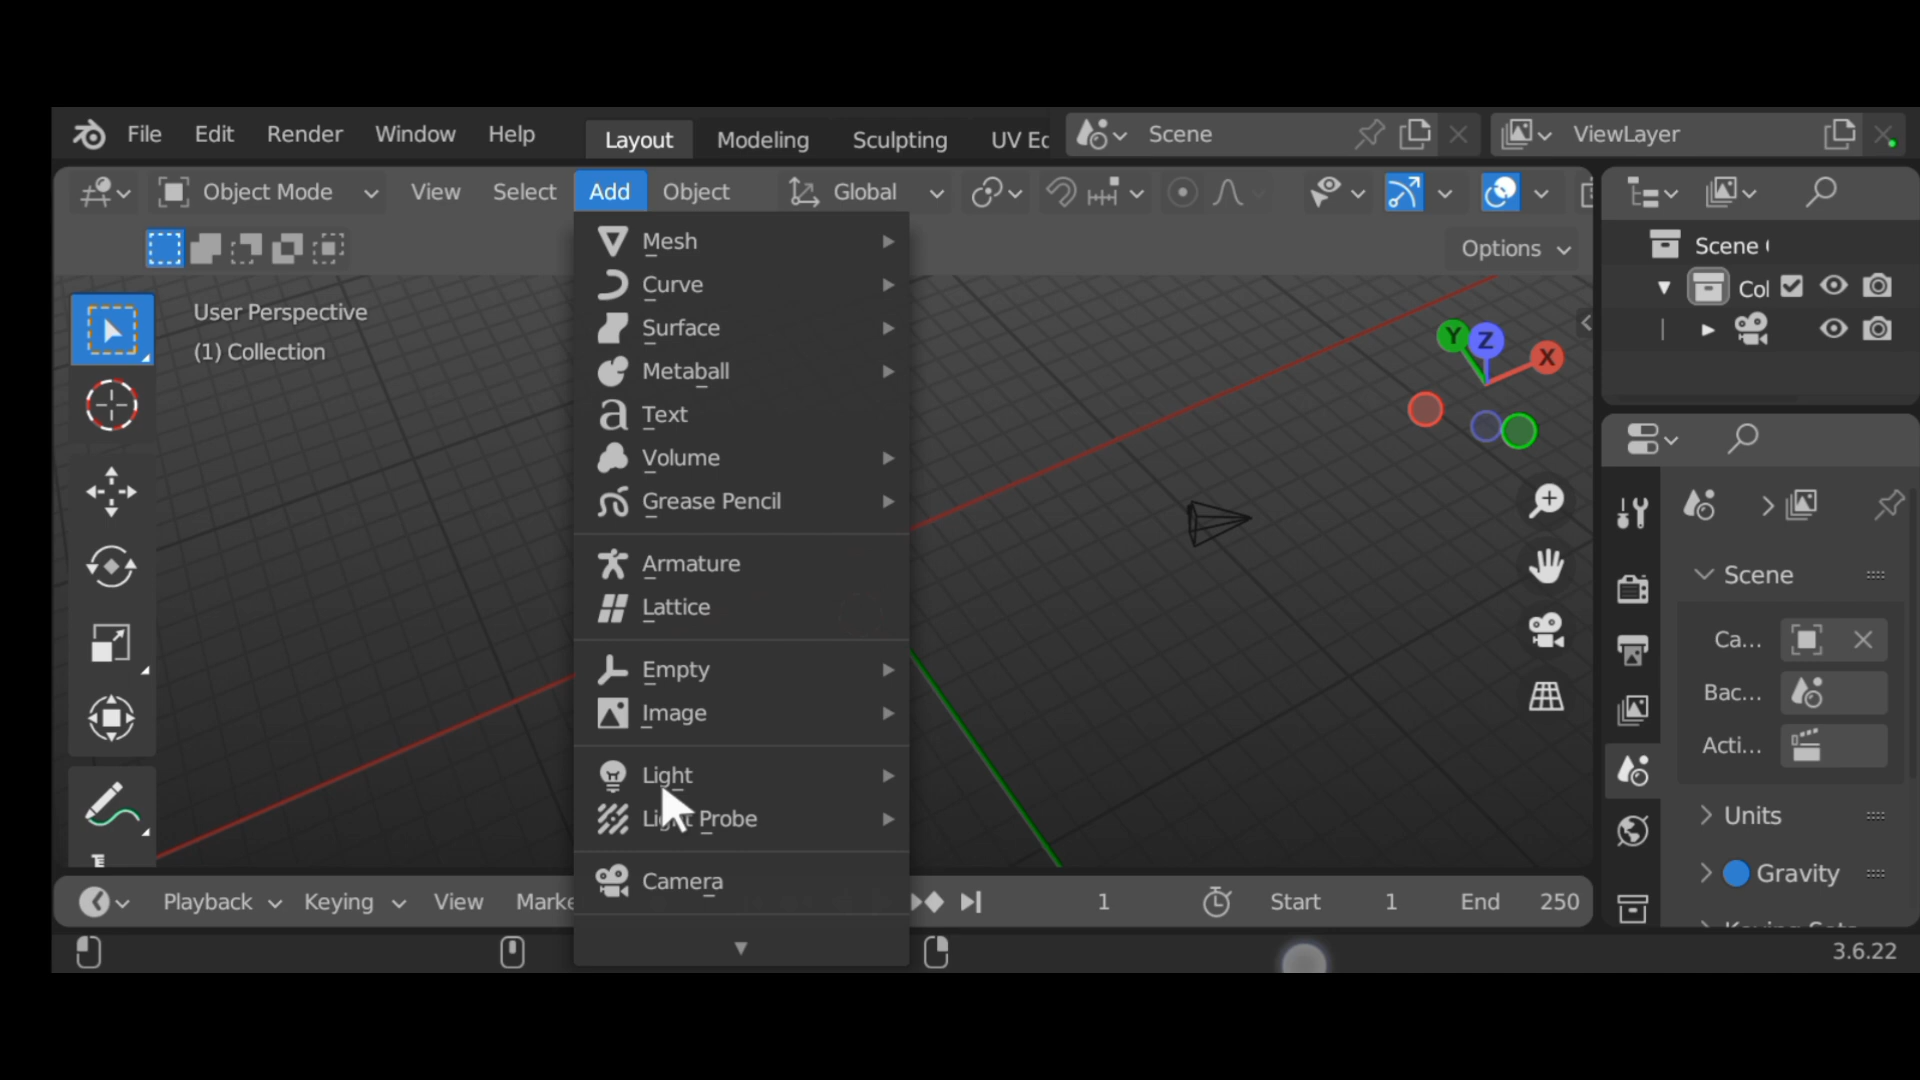 File Edit Render Window Help Layout Modeling Sculpting UV Ed Scene ViewLayer
Object Mode View Select Add Object Global
Options
User Perspective
(1) Collection
Mesh
Curve
Surface
Metaball
Text
Volume
Grease Pencil
Armature
Lattice
Empty
Image
Light
Light Probe
Camera
Y Z X
Scene
Col
Scene
Ca...
Bac...
Acti...
Units
Gravity
Playback Keying View Marke 1 Start 1 End 250
3.6.22